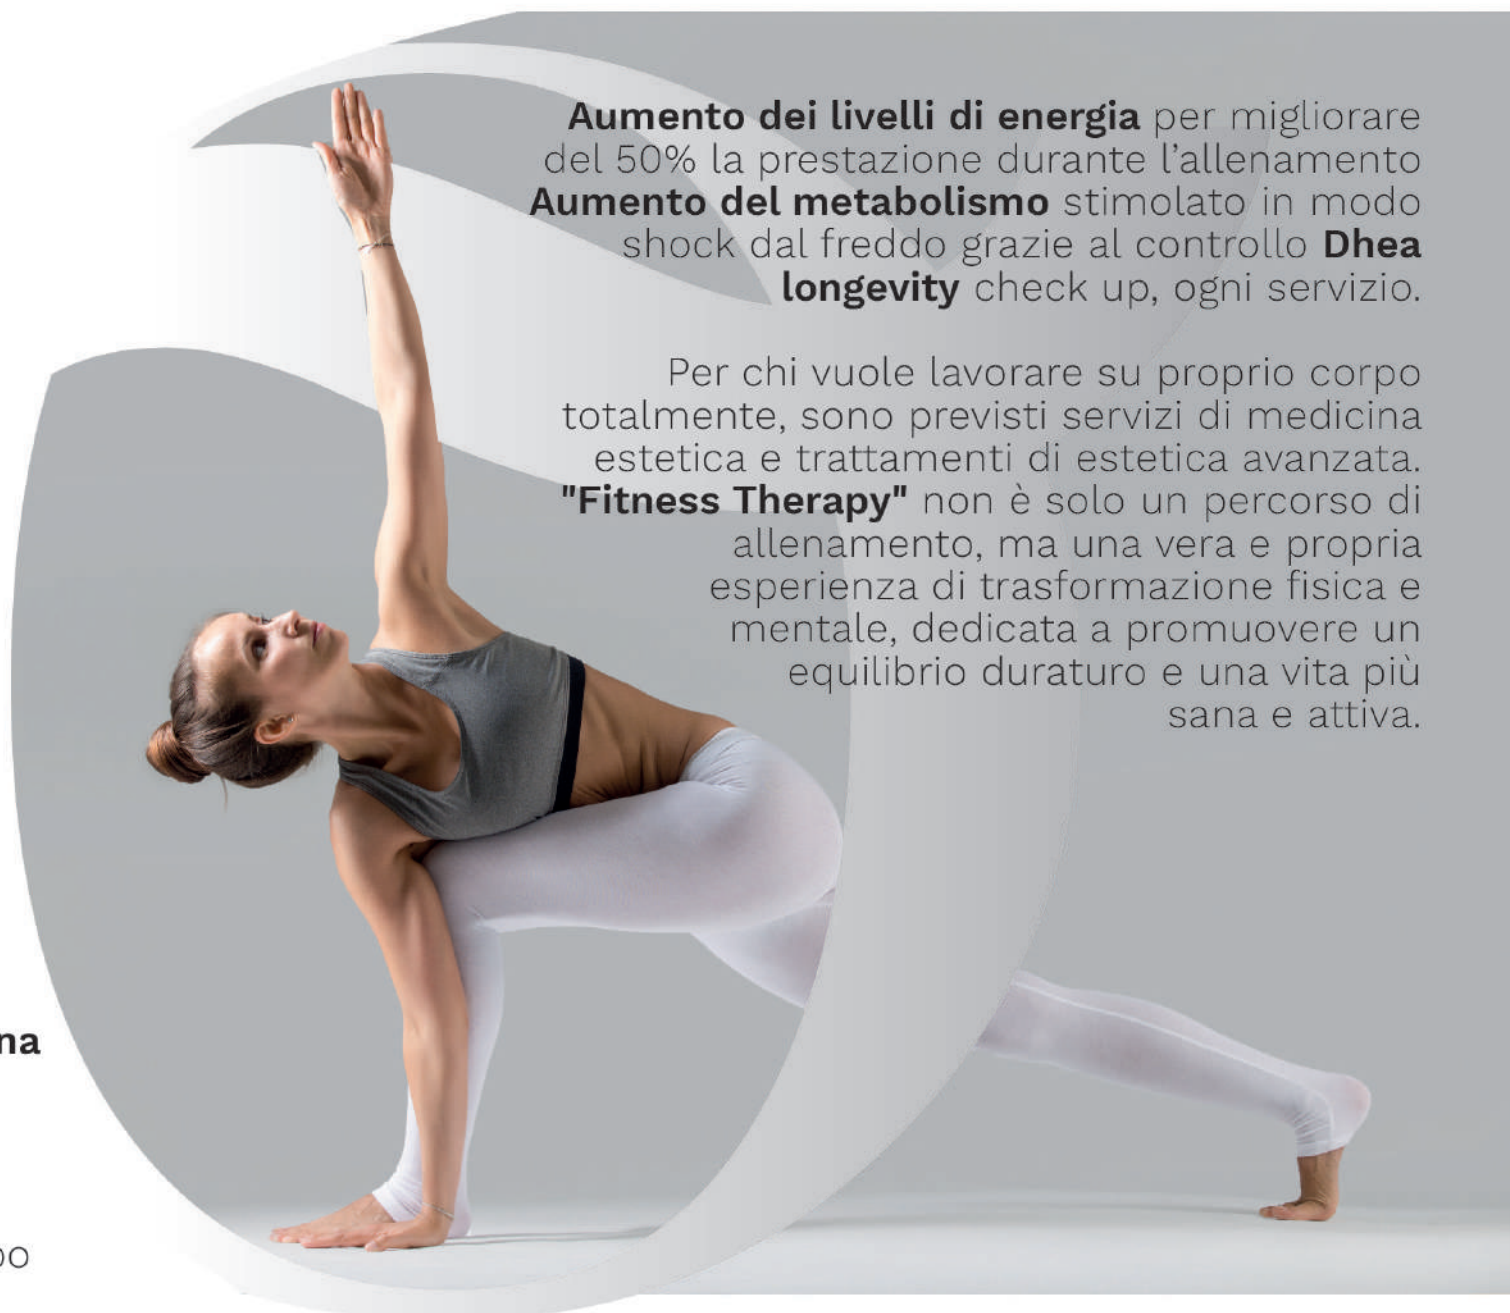 Aumento dei livelli di energia per migliorare
del 50% la prestazione durante l'allenamento
Aumento del metabolismo stimolato in modo
shock dal freddo grazie al controllo Dhea
longevity check up, ogni servizio.
Per chi vuole lavorare su proprio corpo
totalmente, sono previsti servizi di medicina
estetica e trattamenti di estetica avanzata.
"Fitness Therapy" non è solo un percorso di
allenamento, ma una vera e propria
esperienza di trasformazione fisica e
mentale, dedicata a promuovere un
equilibrio duraturo e una vita più
sana e attiva.